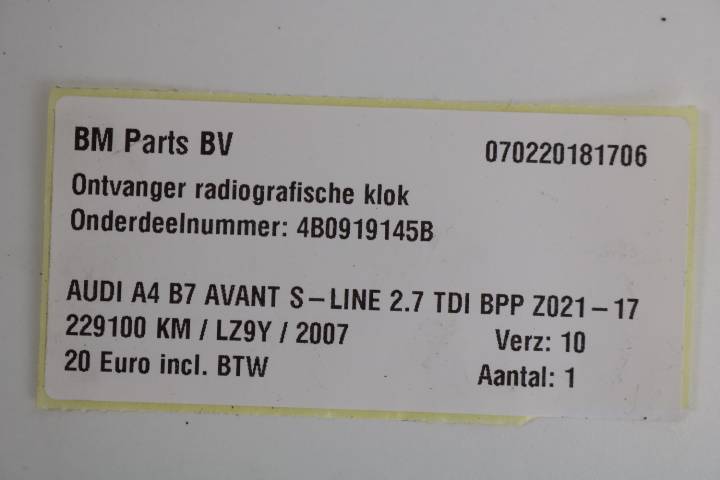 BM Parts BV 070220181706
Ontvanger radiografische klok
Onderdeelnummer: 4B0919145B
AUDI A4 B7 AVANT S-LINE 2.7 TDI BPP Z021-17
229100 KM / LZ9Y / 2007 Verz: 10
20 Euro incl. BTW Aantal: 1